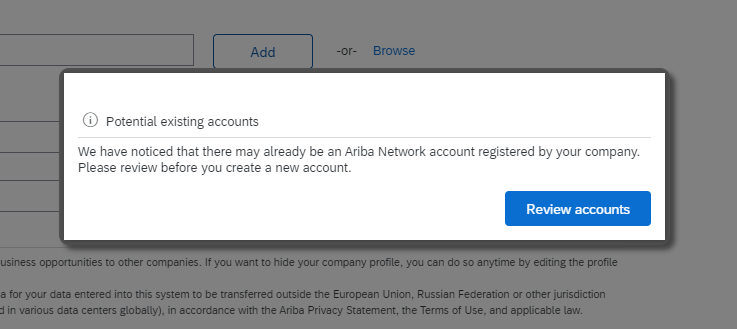 Add -or- Browse
Potential existing accounts
We have noticed that there may already be an Ariba Network account registered by your company.
Please review before you create a new account.
Review accounts
usiness opportunities to other companies. If you want to hide your company profile, you can do so anytime by editing the profile
a for your data entered into this system to be transferred outside the European Union, Russian Federation or other jurisdiction
d in various data centers globally), in accordance with the Ariba Privacy Statement, the Terms of Use, and applicable law.